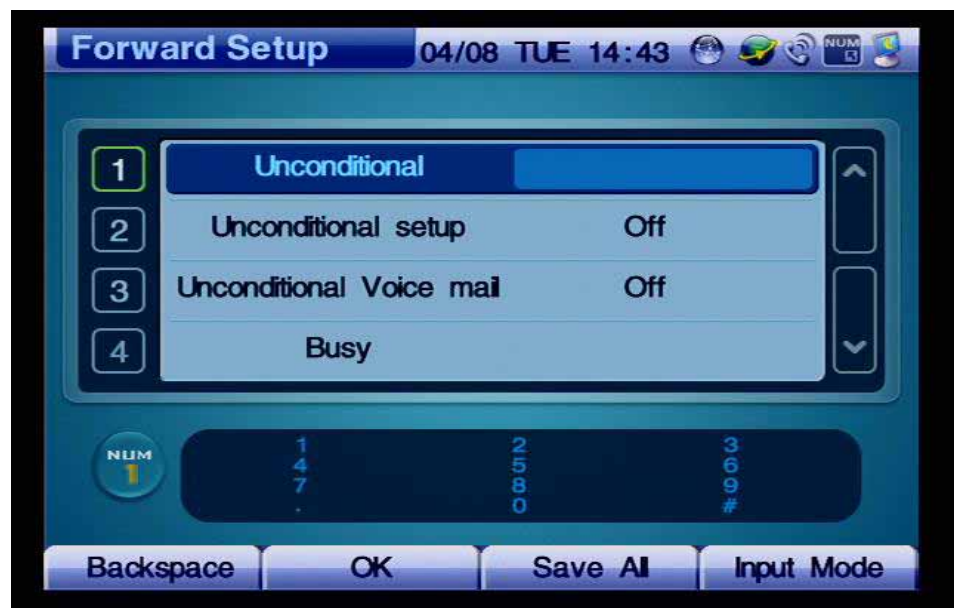 Forward Setup 04/08 TUE 14:43 NUM
1 Unconditional
2 Unconditional setup Off
3 Unconditional Voice mail Off
4 Busy
NUM 1
1 2 3
4 5 6
7 8 9
. 0 #
Backspace OK Save All Input Mode